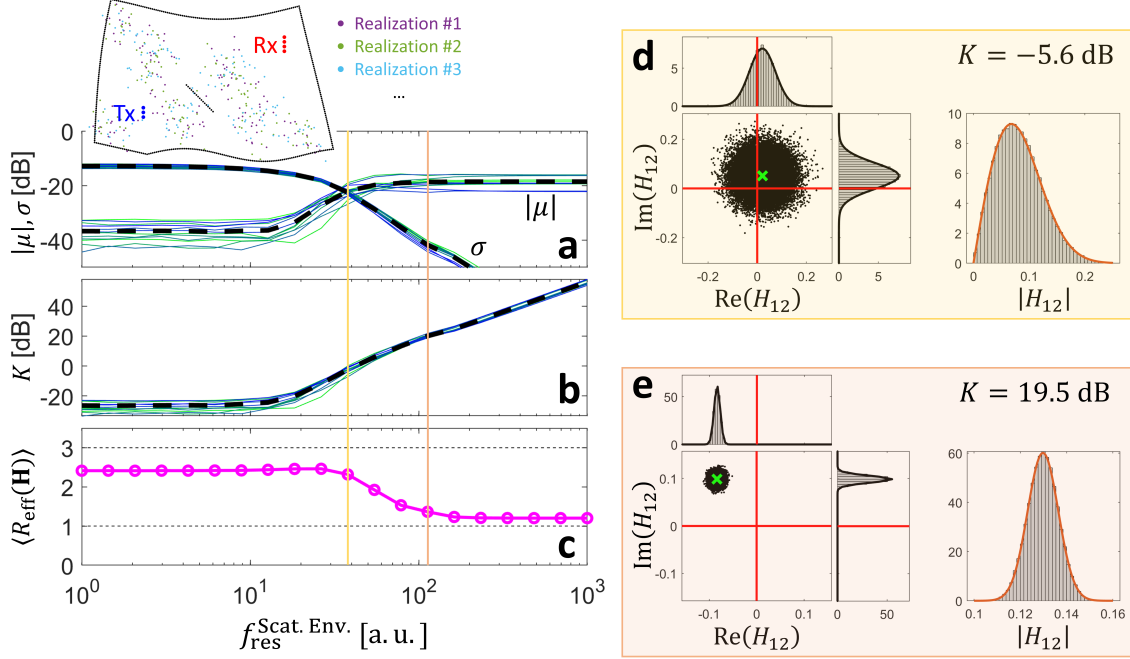 Realization #1
Realization #2
Realization #3
...
Rx
Tx
|μ|, σ [dB]
0
-20
-40
|μ|
σ
a
K [dB]
40
20
0
-20
b
⟨R_eff(H)⟩
3
2
1
0
c
10^0
10^1
10^2
10^3
f_res^Scat. Env. [a. u.]
d
K = −5.6 dB
5
0
Im(H_12)
0.2
0
-0.2
-0.2
0
0.2
Re(H_12)
0
5
10
8
6
4
2
0
0
0.1
0.2
|H_12|
e
K = 19.5 dB
50
0
Im(H_12)
0.1
0
-0.1
-0.1
0
0.1
Re(H_12)
0
50
60
40
20
0
0.10
0.12
0.14
0.16
|H_12|